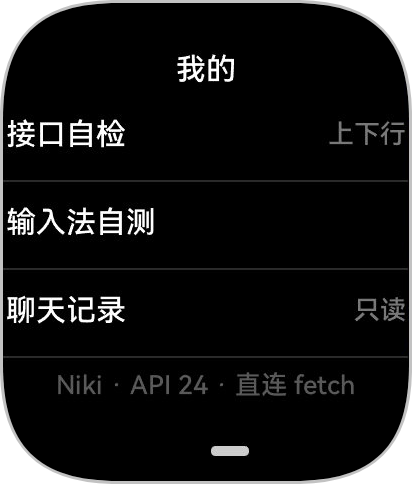 我的
接口自检 上下行
输入法自测
聊天记录 只读
Niki · API 24 · 直连 fetch